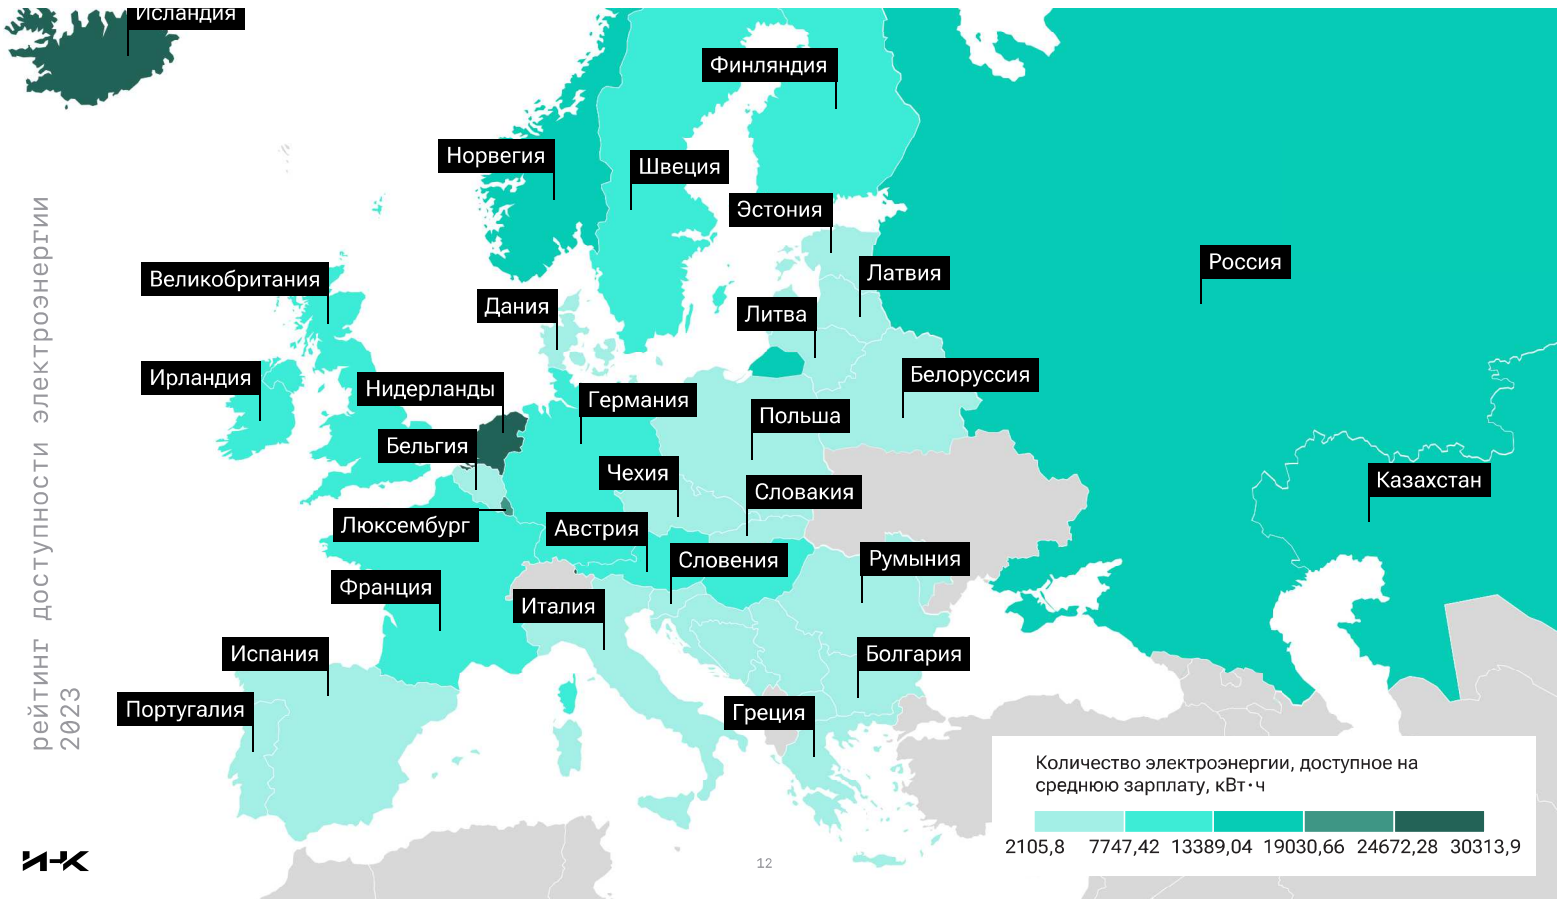 Исландия
Финляндия
Норвегия
Швеция
Эстония
Россия
Латвия
Великобритания
Дания
Литва
Белоруссия
Ирландия
Нидерланды
Германия
Польша
Бельгия
Чехия
Казахстан
Словакия
Люксембург
Австрия
Словения
Румыния
Франция
Италия
Испания
Болгария
Португалия
Греция
рейтинг доступности электроэнергии
2023
Количество электроэнергии, доступное на
среднюю зарплату, кВт·ч
2105,8 7747,42 13389,04 19030,66 24672,28 30313,9
И-К
12